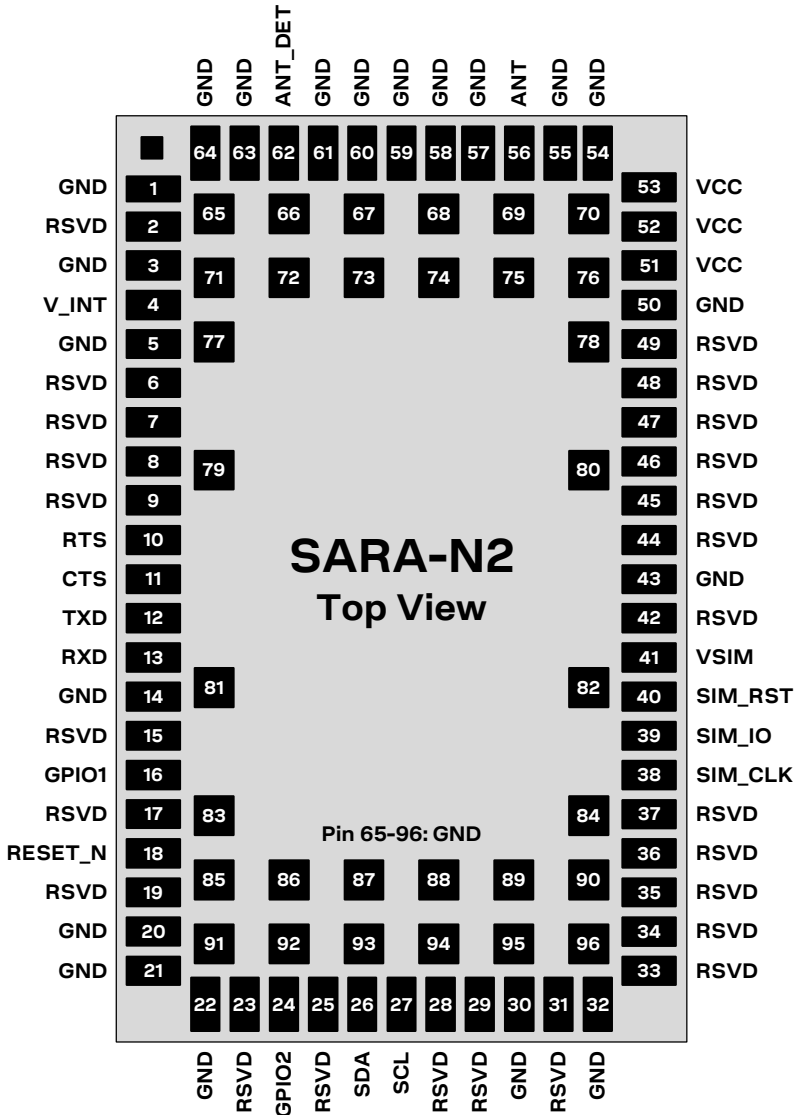 GND GND ANT_DET GND GND GND GND GND ANT GND GND
64 63 62 61 60 59 58 57 56 55 54
GND 1 53 VCC
65 66 67 68 69 70
RSVD 2 52 VCC
GND 3 51 VCC
71 72 73 74 75 76
V_INT 4 50 GND
GND 5 77 78 49 RSVD
RSVD 6 48 RSVD
RSVD 7 47 RSVD
RSVD 8 79 80 46 RSVD
RSVD 9 45 RSVD
RTS 10 44 RSVD
SARA-N2
CTS 11 43 GND
Top View
TXD 12 42 RSVD
RXD 13 41 VSIM
GND 14 81 82 40 SIM_RST
RSVD 15 39 SIM_IO
GPIO1 16 38 SIM_CLK
RSVD 17 83 84 37 RSVD
Pin 65-96: GND
RESET_N 18 36 RSVD
85 86 87 88 89 90
RSVD 19 35 RSVD
GND 20 34 RSVD
91 92 93 94 95 96
GND 21 33 RSVD
22 23 24 25 26 27 28 29 30 31 32
GND RSVD GPIO2 RSVD SDA SCL RSVD RSVD GND RSVD GND